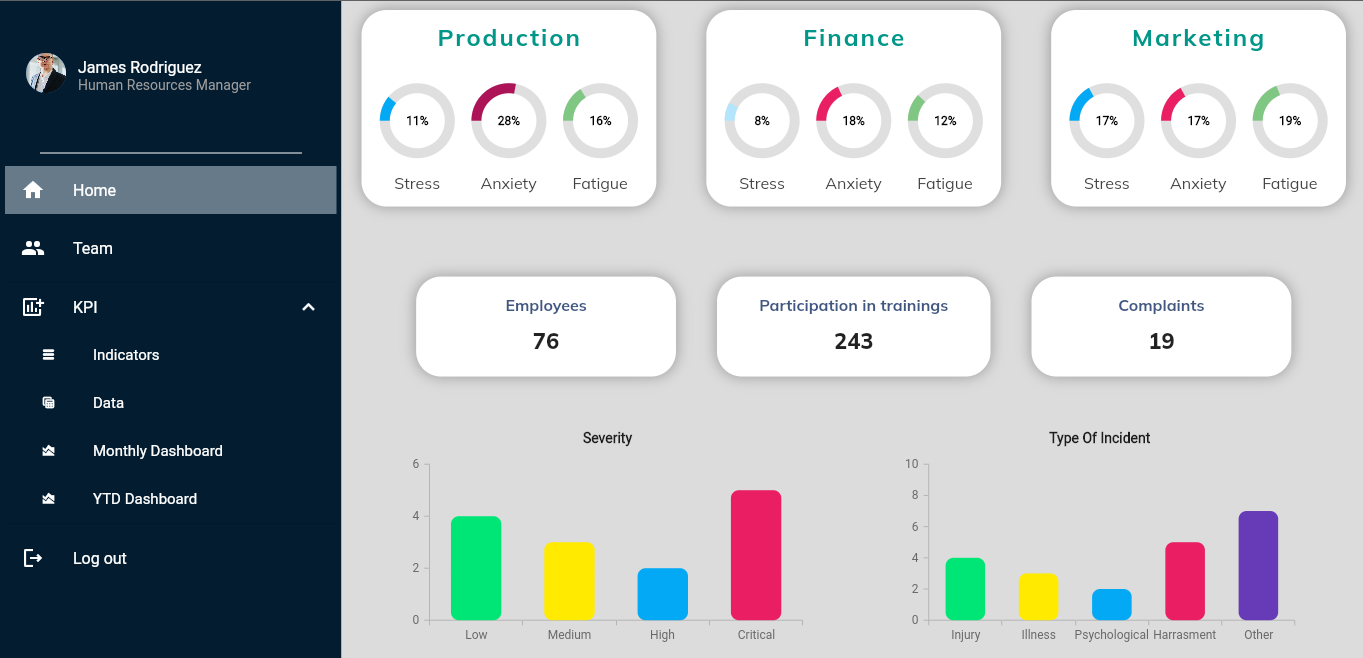 James Rodriguez
Human Resources Manager
Home
Team
KPI
Indicators
Data
Monthly Dashboard
YTD Dashboard
Log out
Production
11% 28% 16%
Stress Anxiety Fatigue
Finance
8% 18% 12%
Stress Anxiety Fatigue
Marketing
17% 17% 19%
Stress Anxiety Fatigue
Employees
76
Participation in trainings
243
Complaints
19
Severity
6
4
2
0
Low Medium High Critical
Type Of Incident
10
8
6
4
2
0
Injury Illness Psychological Harrasment Other